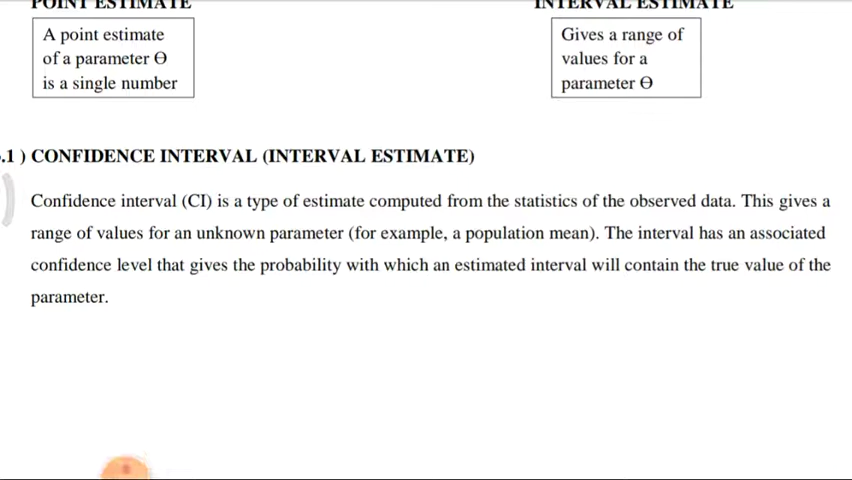 POINT ESTIMATE
INTERVAL ESTIMATE
A point estimate
of a parameter Ө
is a single number
Gives a range of
values for a
parameter Ө
.1 ) CONFIDENCE INTERVAL (INTERVAL ESTIMATE)
Confidence interval (CI) is a type of estimate computed from the statistics of the observed data. This gives a
range of values for an unknown parameter (for example, a population mean). The interval has an associated
confidence level that gives the probability with which an estimated interval will contain the true value of the
parameter.